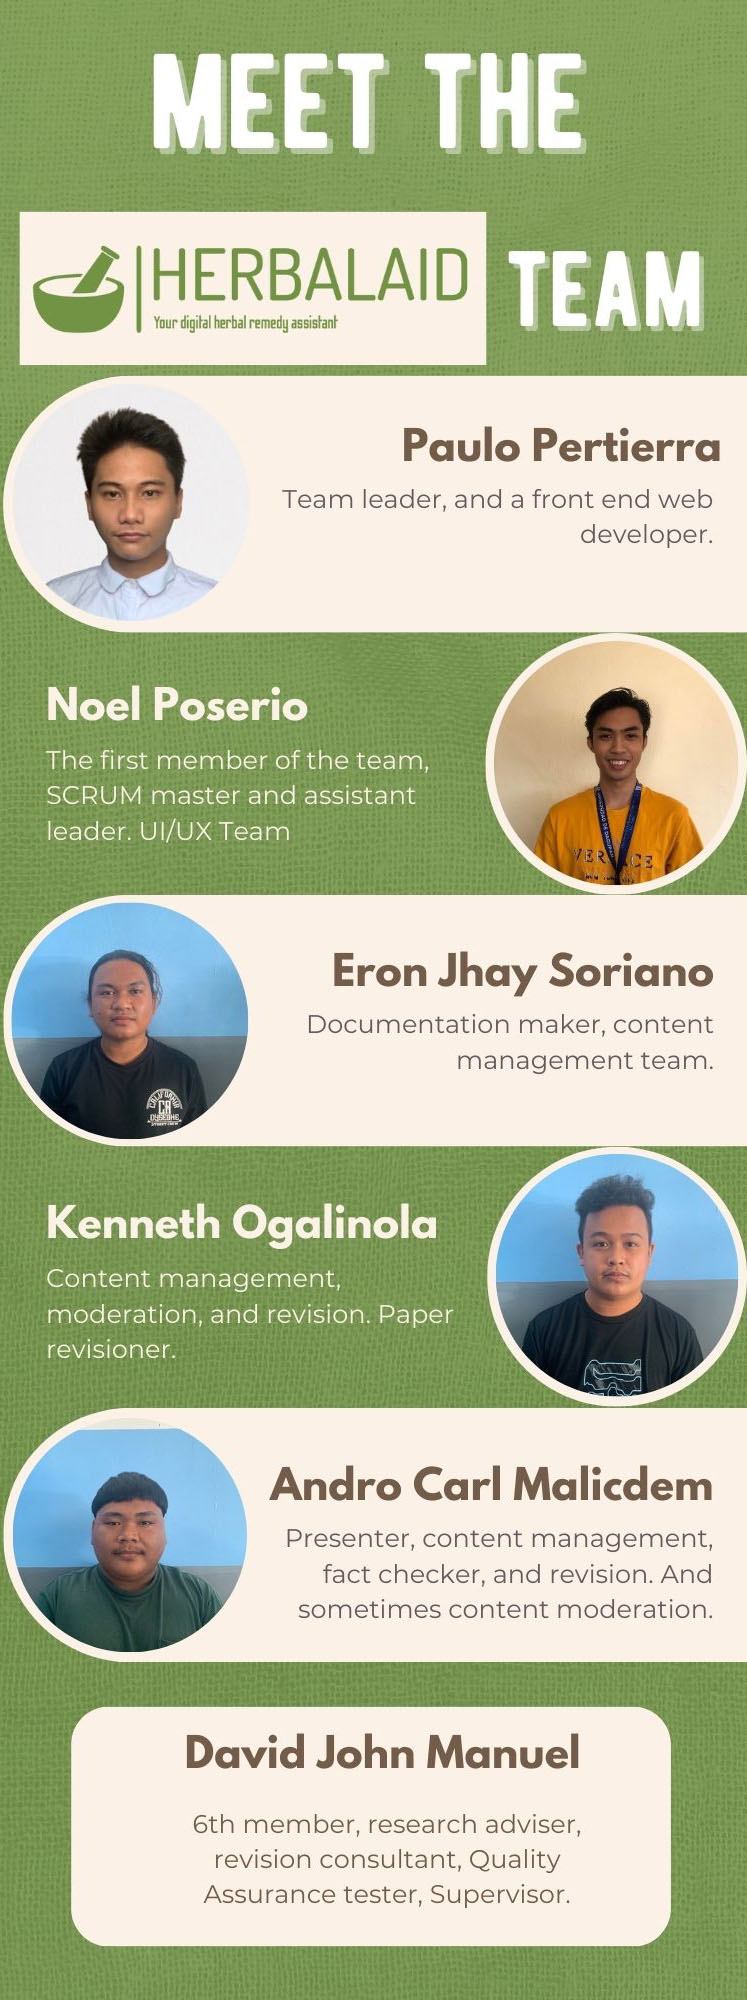 MEET THE
HERBALAID
Your digital herbal remedy assistant
TEAM
Paulo Pertierra
Team leader, and a front end web
developer.
Noel Poserio
The first member of the team,
SCRUM master and assistant
leader. UI/UX Team
Eron Jhay Soriano
Documentation maker, content
management team.
CALIFORNIA
CA
Kenneth Ogalinola
Content management,
moderation, and revision. Paper
revisioner.
Andro Carl Malicdem
Presenter, content management,
fact checker, and revision. And
sometimes content moderation.
David John Manuel
6th member, research adviser,
revision consultant, Quality
Assurance tester, Supervisor.